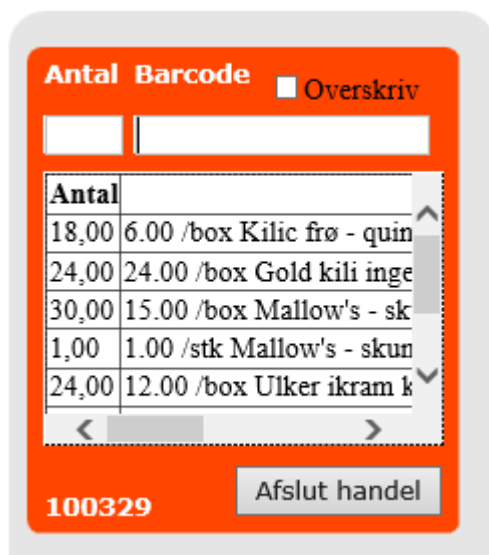 Antal Barcode Overskriv
Antal
18,00 6.00 /box Kilic frø - quin
24,00 24.00 /box Gold kili inge
30,00 15.00 /box Mallow's - sk
1,00 1.00 /stk Mallow's - skun
24,00 12.00 /box Ulker ikram k
100329 Afslut handel